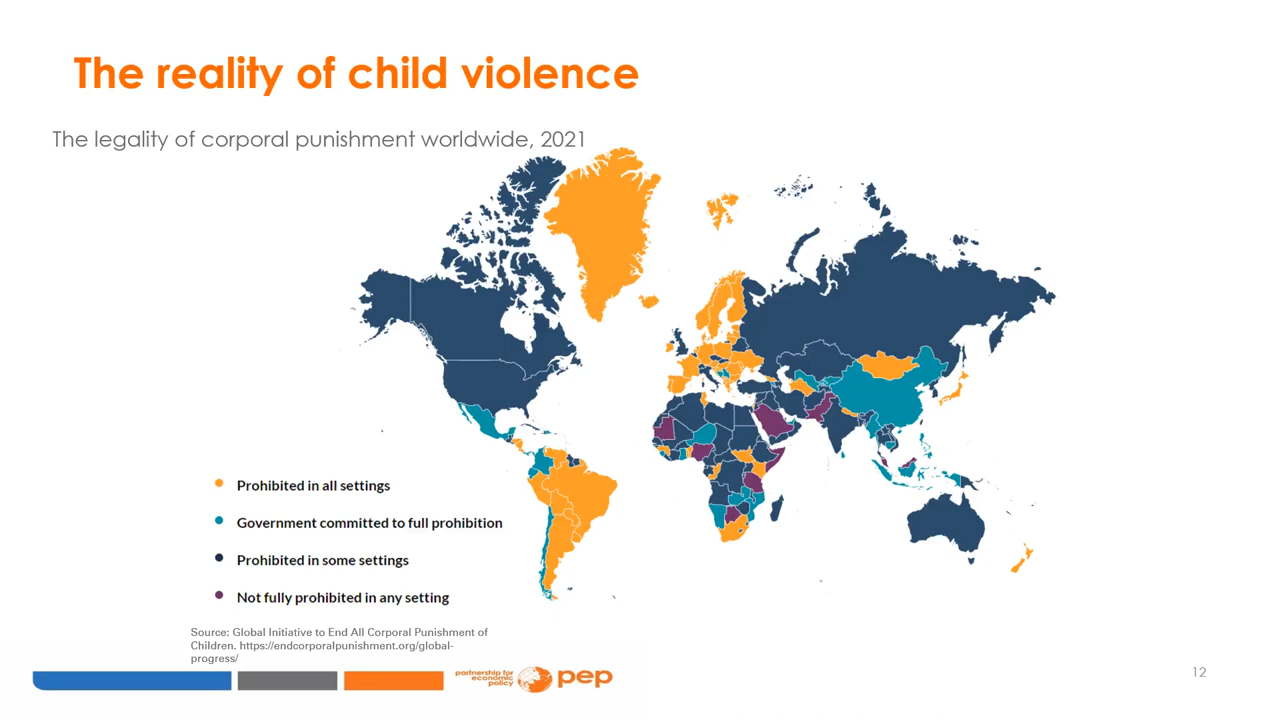 The reality of child violence
The legality of corporal punishment worldwide, 2021
Prohibited in all settings
Government committed to full prohibition
Prohibited in some settings
Not fully prohibited in any setting
Source: Global Initiative to End All Corporal Punishment of
Children. https://endcorporalpunishment.org/global-
progress/
partnership for
economic
policy
pep
12